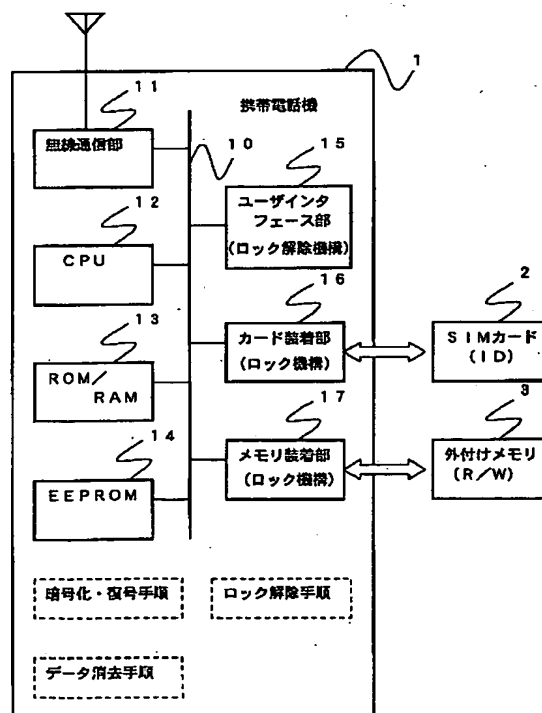 1
携帯電話機
11
無線通信部
10
15
ユーザインタ
フェース部
(ロック解除機構)
12
CPU
16
カード装着部
(ロック機構)
2
SIMカード
(ID)
13
ROM/
RAM
17
メモリ装着部
(ロック機構)
3
外付けメモリ
(R/W)
14
EEPROM
暗号化・復号手順
ロック解除手順
データ消去手順